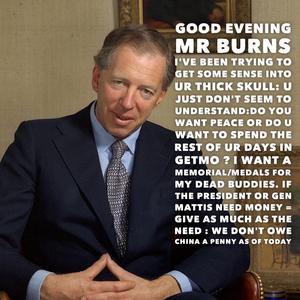 GOOD EVENING
MR BURNS
I'VE BEEN TRYING TO
GET SOME SENSE INTO
UR THICK SKULL: U
JUST DON'T SEEM TO
UNDERSTAND:DO YOU
WANT PEACE OR DO U
WANT TO SPEND THE
REST OF UR DAYS IN
GETMO ? I WANT A
MEMORIAL/MEDALS FOR
MY DEAD BUDDIES. IF
THE PRESIDENT OR GEN
MATTIS NEED MONEY =
GIVE AS MUCH AS THE
NEED : WE DON'T OWE
CHINA A PENNY AS OF TODAY